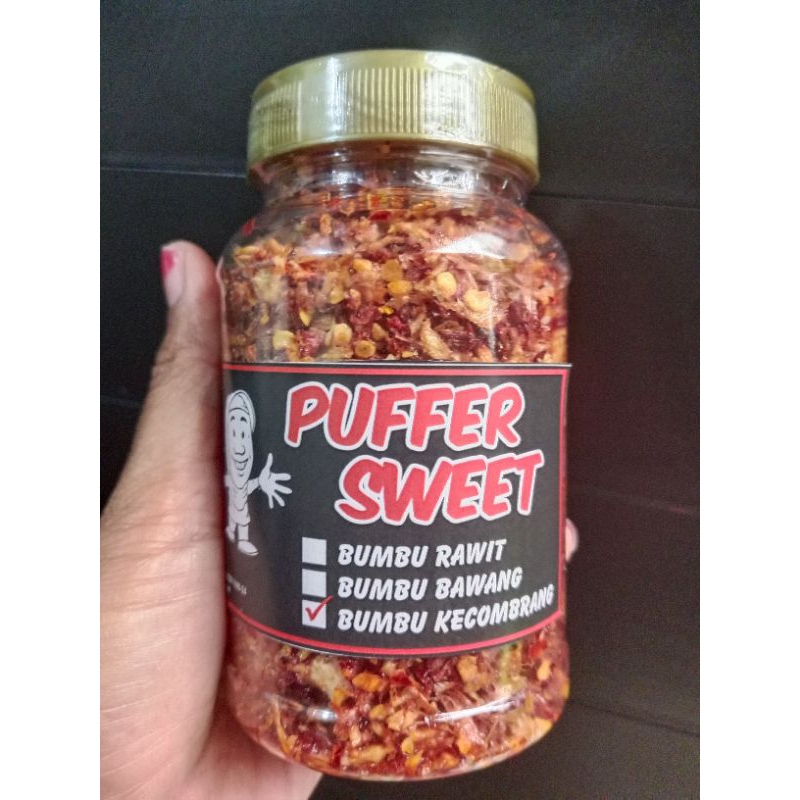 PUFFER
SWEET
BUMBU RAWIT
BUMBU BAWANG
BUMBU KECOMBRANG